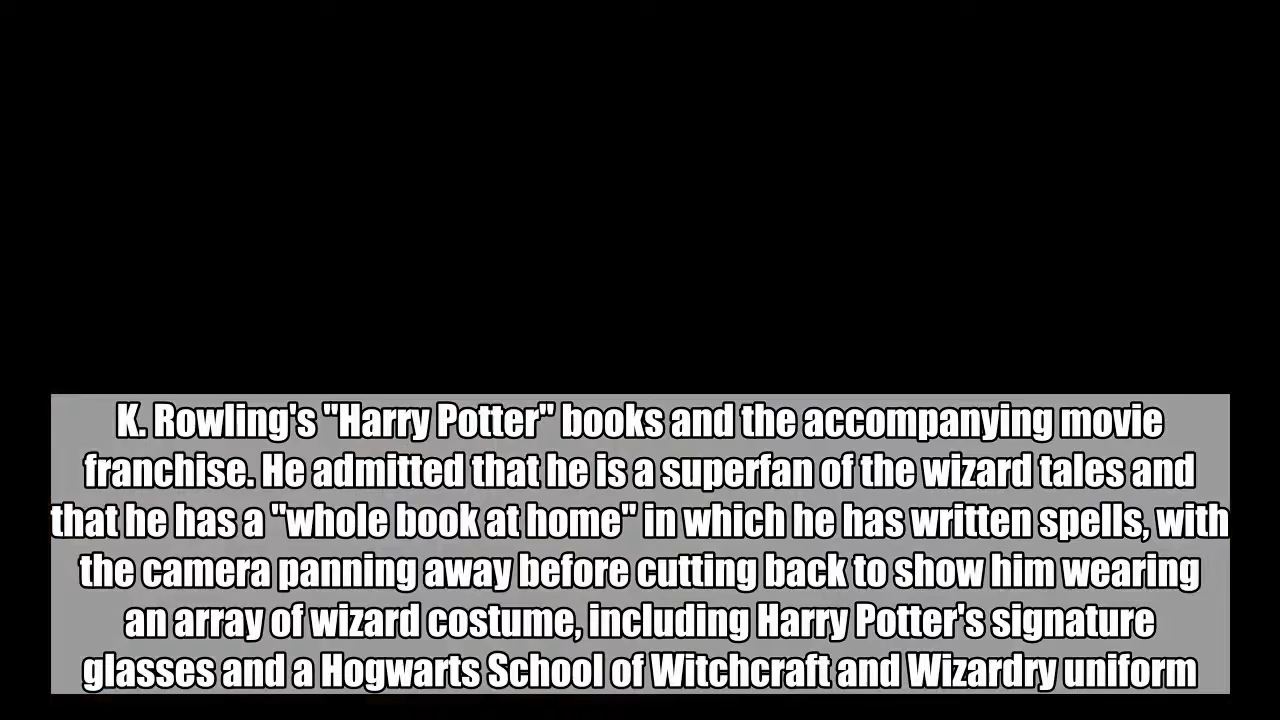 K. Rowling's "Harry Potter" books and the accompanying movie
franchise. He admitted that he is a superfan of the wizard tales and
that he has a "whole book at home" in which he has written spells, with
the camera panning away before cutting back to show him wearing
an array of wizard costume, including Harry Potter's signature
glasses and a Hogwarts School of Witchcraft and Wizardry uniform